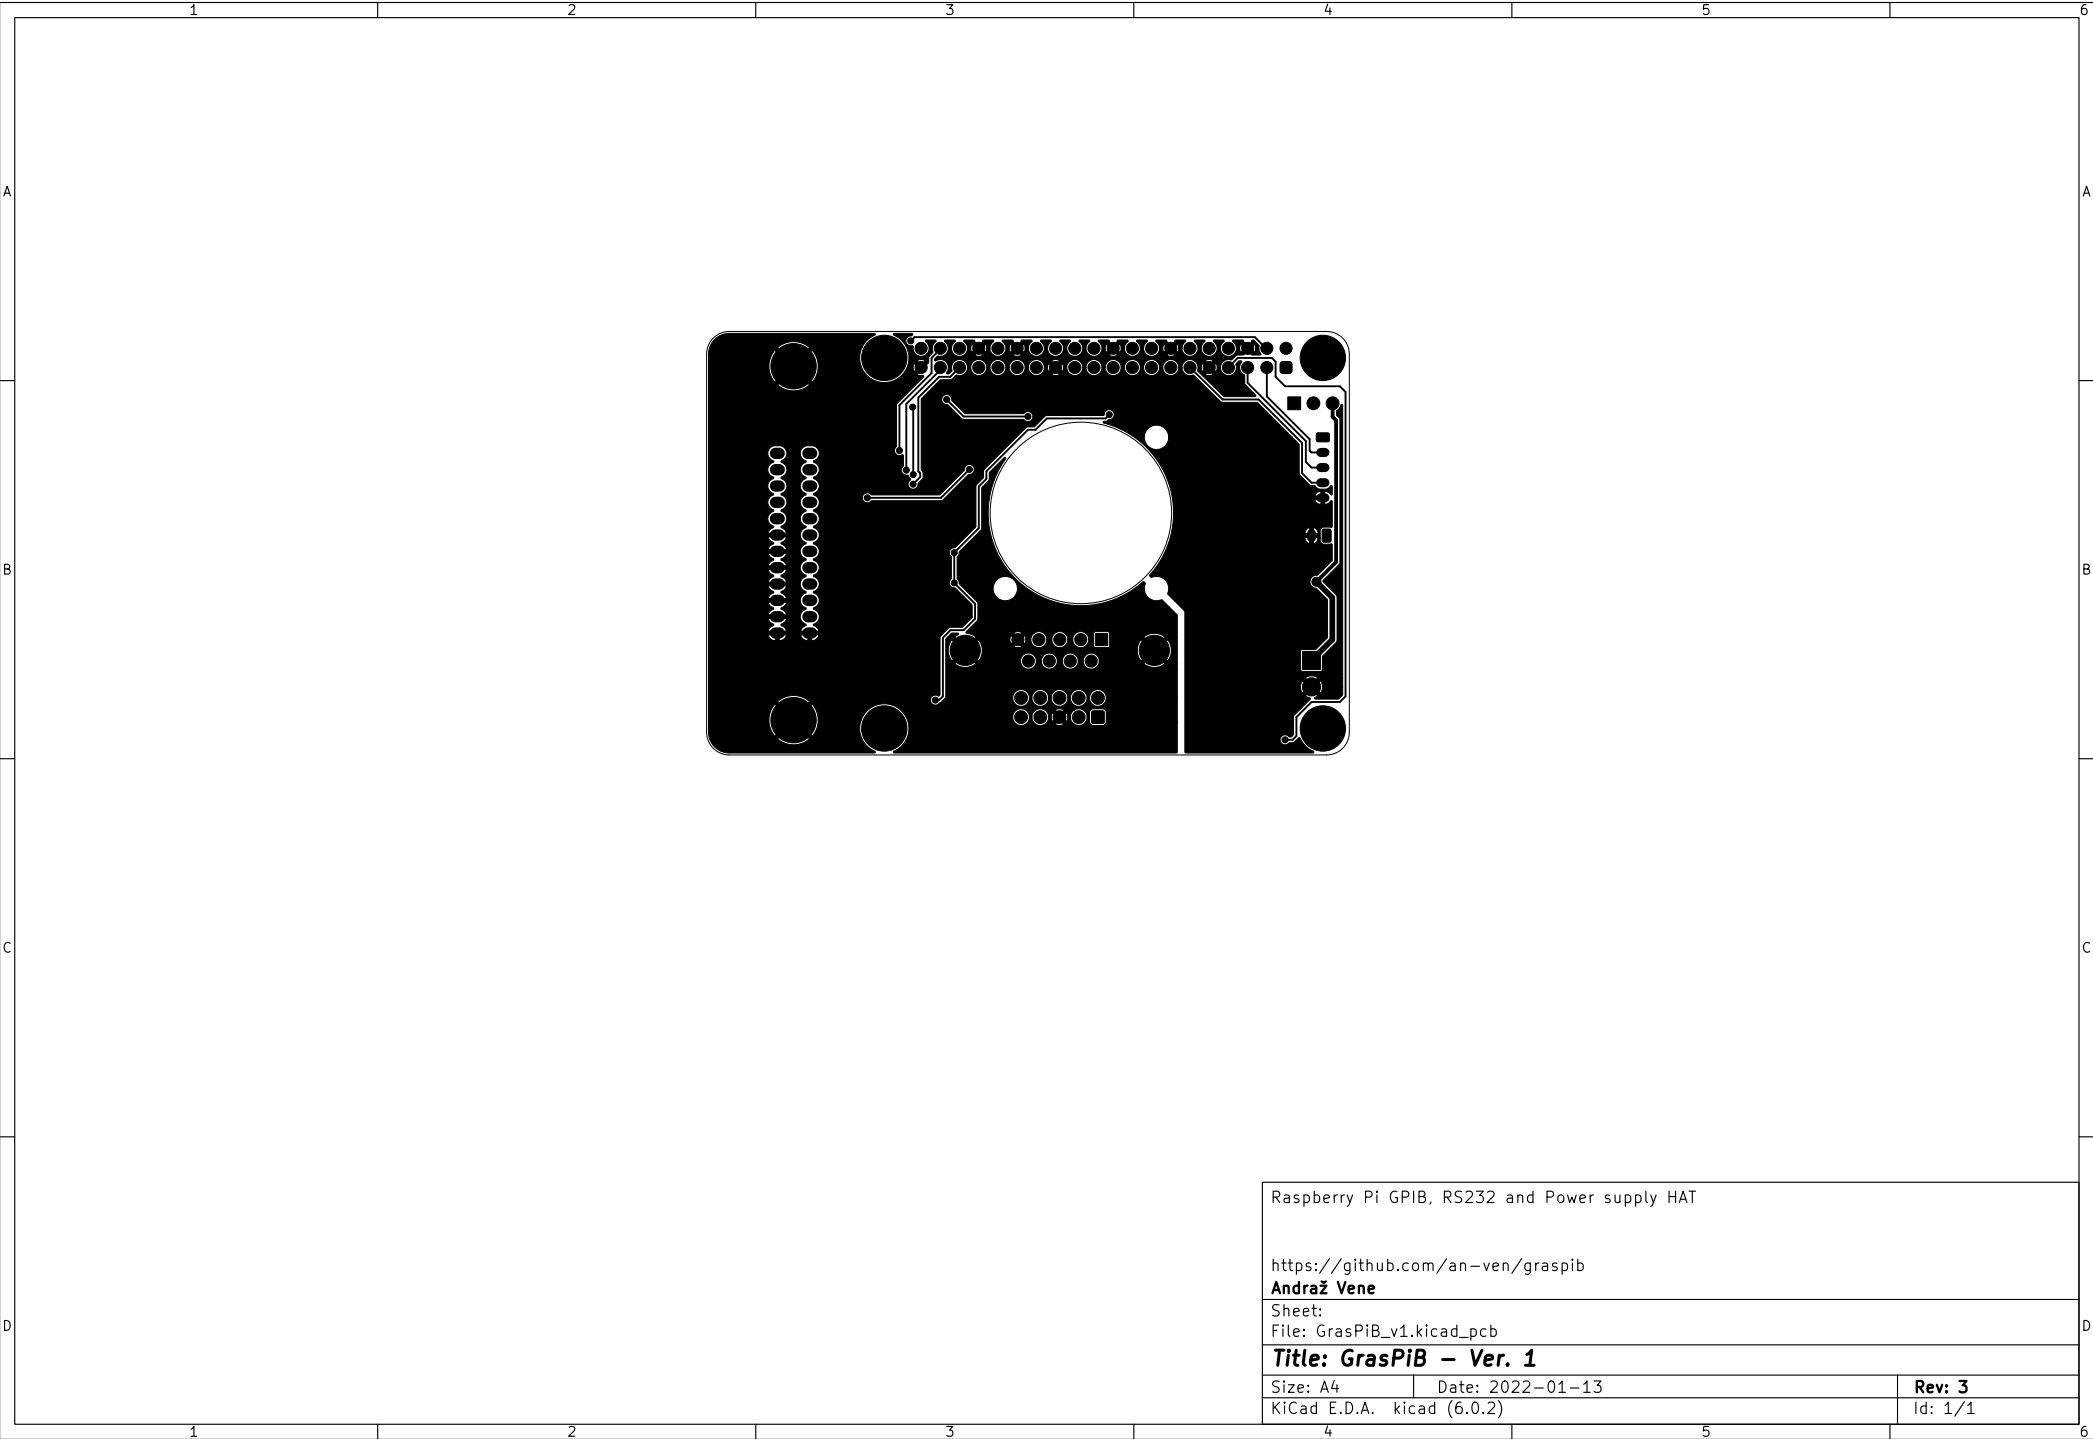 1 2 3 4 5 6
A A
B B
C C
Raspberry Pi GPIB, RS232 and Power supply HAT
https://github.com/an-ven/graspib
Andraž Vene
Sheet:
D D
File: GrasPiB_v1.kicad_pcb
Title: GrasPiB – Ver. 1
Size: A4 Date: 2022-01-13 Rev: 3
KiCad E.D.A. kicad (6.0.2) Id: 1/1
1 2 3 4 5 6